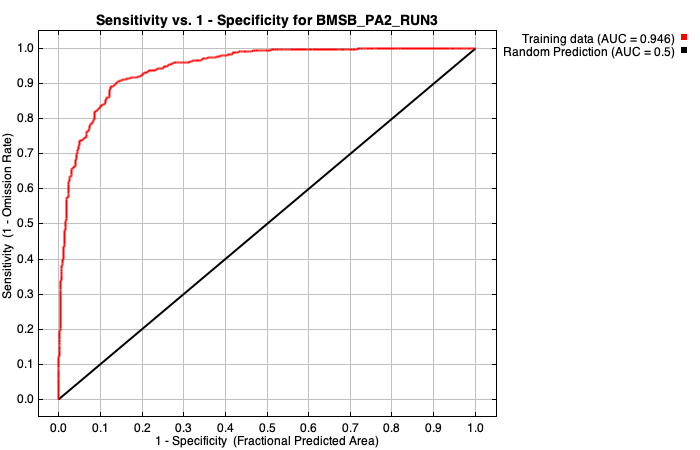 Sensitivity vs. 1 - Specificity for BMSB_PA2_RUN3
Training data (AUC = 0.946)
Random Prediction (AUC = 0.5)
1.0
0.9
0.8
0.7
0.6
0.5
0.4
0.3
0.2
0.1
0.0
Sensitivity (1 - Omission Rate)
0.0 0.1 0.2 0.3 0.4 0.5 0.6 0.7 0.8 0.9 1.0
1 - Specificity (Fractional Predicted Area)